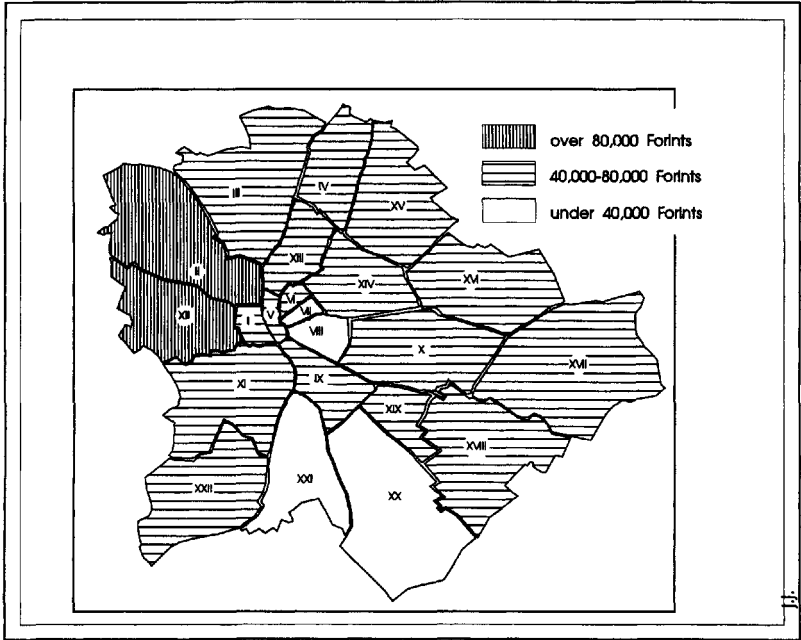 over 80,000 Forints
40,000-80,000 Forints
under 40,000 Forints
III
IV
XV
II
XIII
XIV
XVI
VI
VII
V
I
XII
VIII
X
XVII
XI
IX
XIX
XVIII
XXII
XXI
XX
J.J.